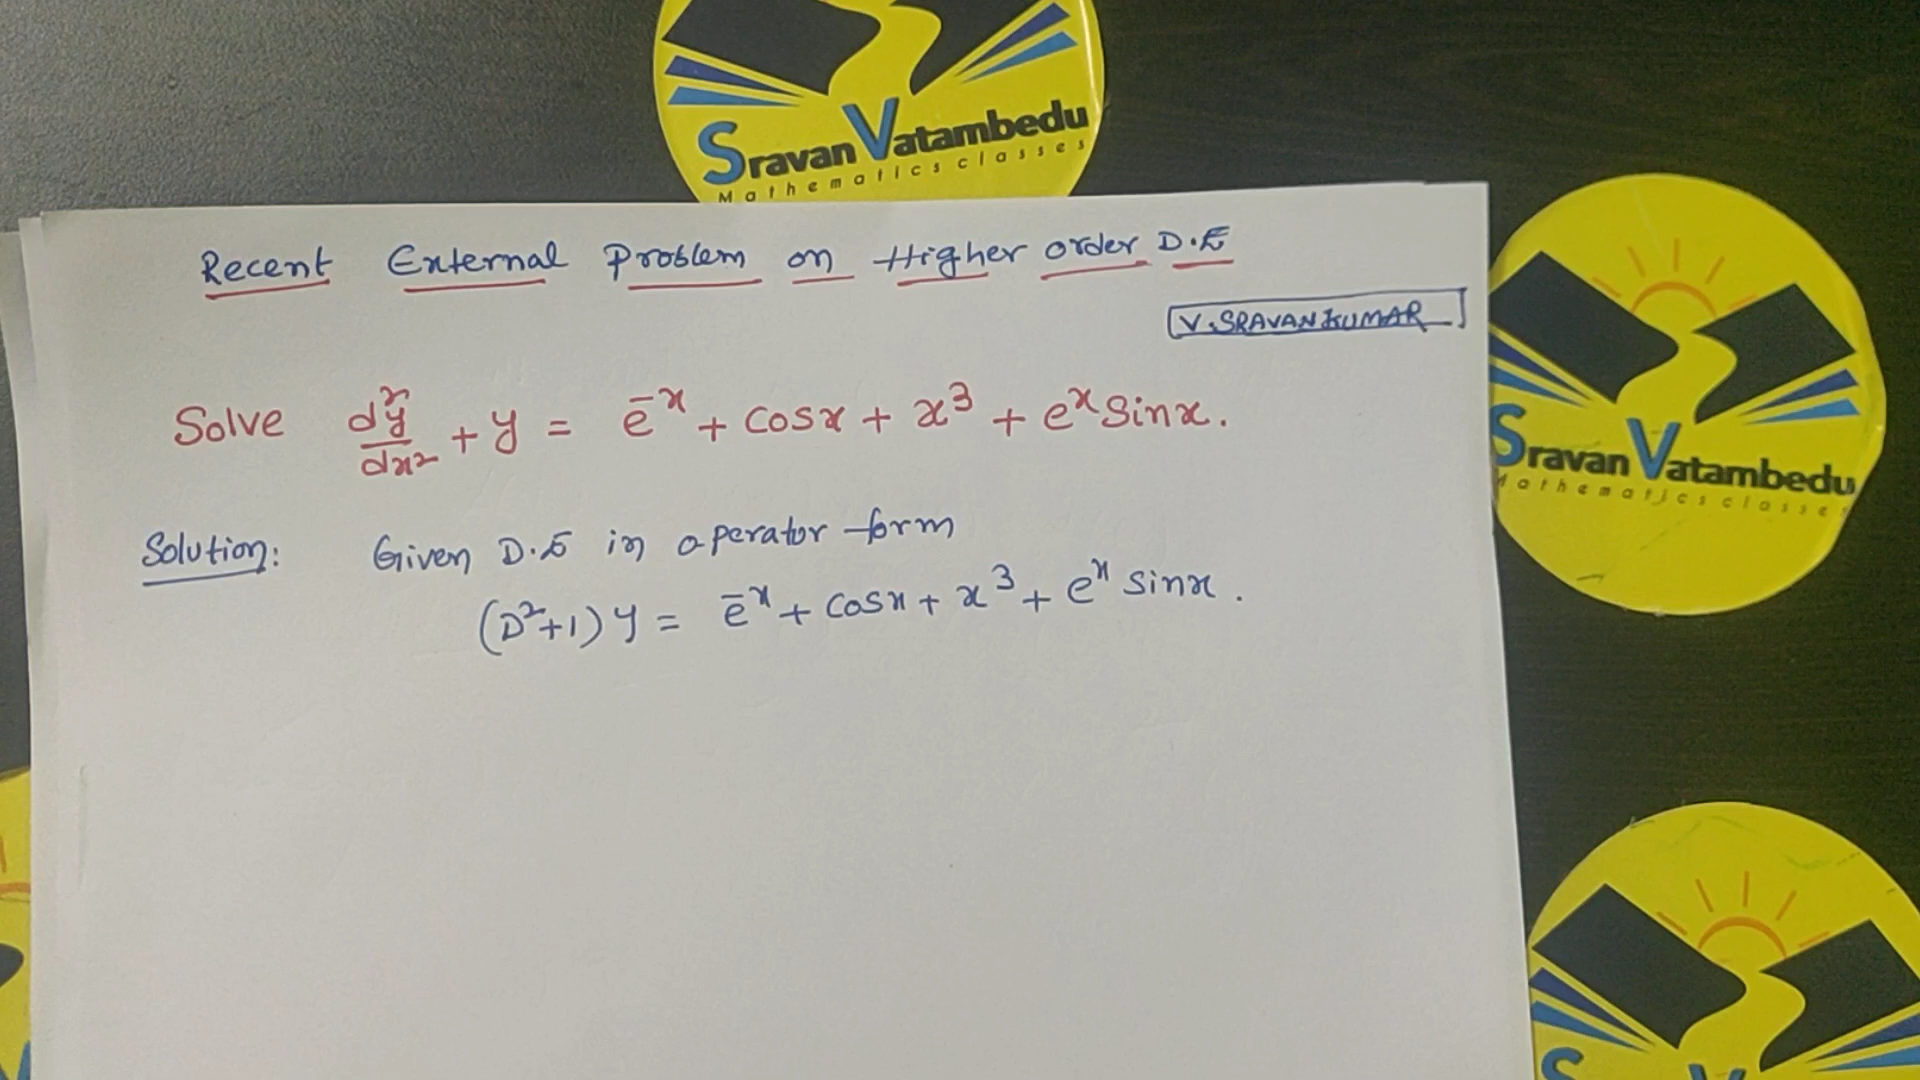 Sravan Vatambedu
Mathematics classes
Recent External Problem on Higher order D.E
V. SRAVAN KUMAR
Solve d²y/dx² + y = e⁻ˣ + cosx + x³ + eˣ sinx.
Solution: Given D.E in operator form
(D²+1) y = e⁻ˣ + cosx + x³ + eˣ sinx.
Sravan Vatambedu
Mathematics classes
S V